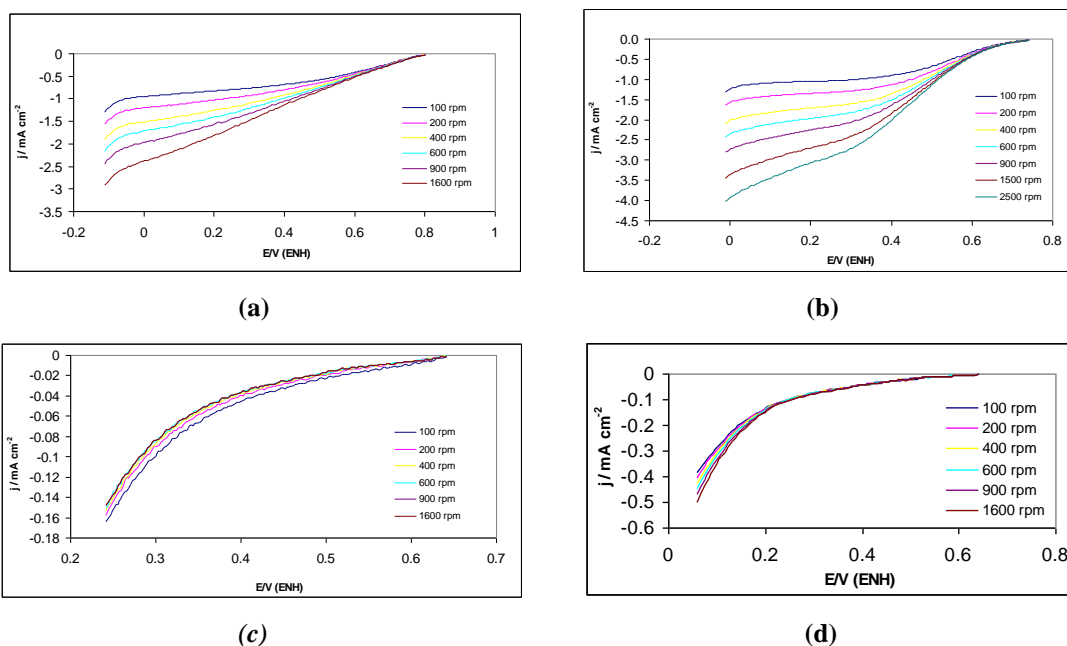 0
-0.5
-1
-1.5
-2
-2.5
-3
-3.5
j / mA cm-2
-0.2 0 0.2 0.4 0.6 0.8 1
E/V (ENH)
100 rpm
200 rpm
400 rpm
600 rpm
900 rpm
1600 rpm
(a)
0.0
-0.5
-1.0
-1.5
-2.0
-2.5
-3.0
-3.5
-4.0
-4.5
j / mA cm-2
-0.2 0 0.2 0.4 0.6 0.8
E/V (ENH)
100 rpm
200 rpm
400 rpm
600 rpm
900 rpm
1500 rpm
2500 rpm
(b)
0
-0.02
-0.04
-0.06
-0.08
-0.1
-0.12
-0.14
-0.16
-0.18
j / mA cm-2
0.2 0.3 0.4 0.5 0.6 0.7
E/V (ENH)
100 rpm
200 rpm
400 rpm
600 rpm
900 rpm
1600 rpm
(c)
0
-0.1
-0.2
-0.3
-0.4
-0.5
-0.6
j / mA cm-2
0 0.2 0.4 0.6 0.8
E/V (ENH)
100 rpm
200 rpm
400 rpm
600 rpm
900 rpm
1600 rpm
(d)